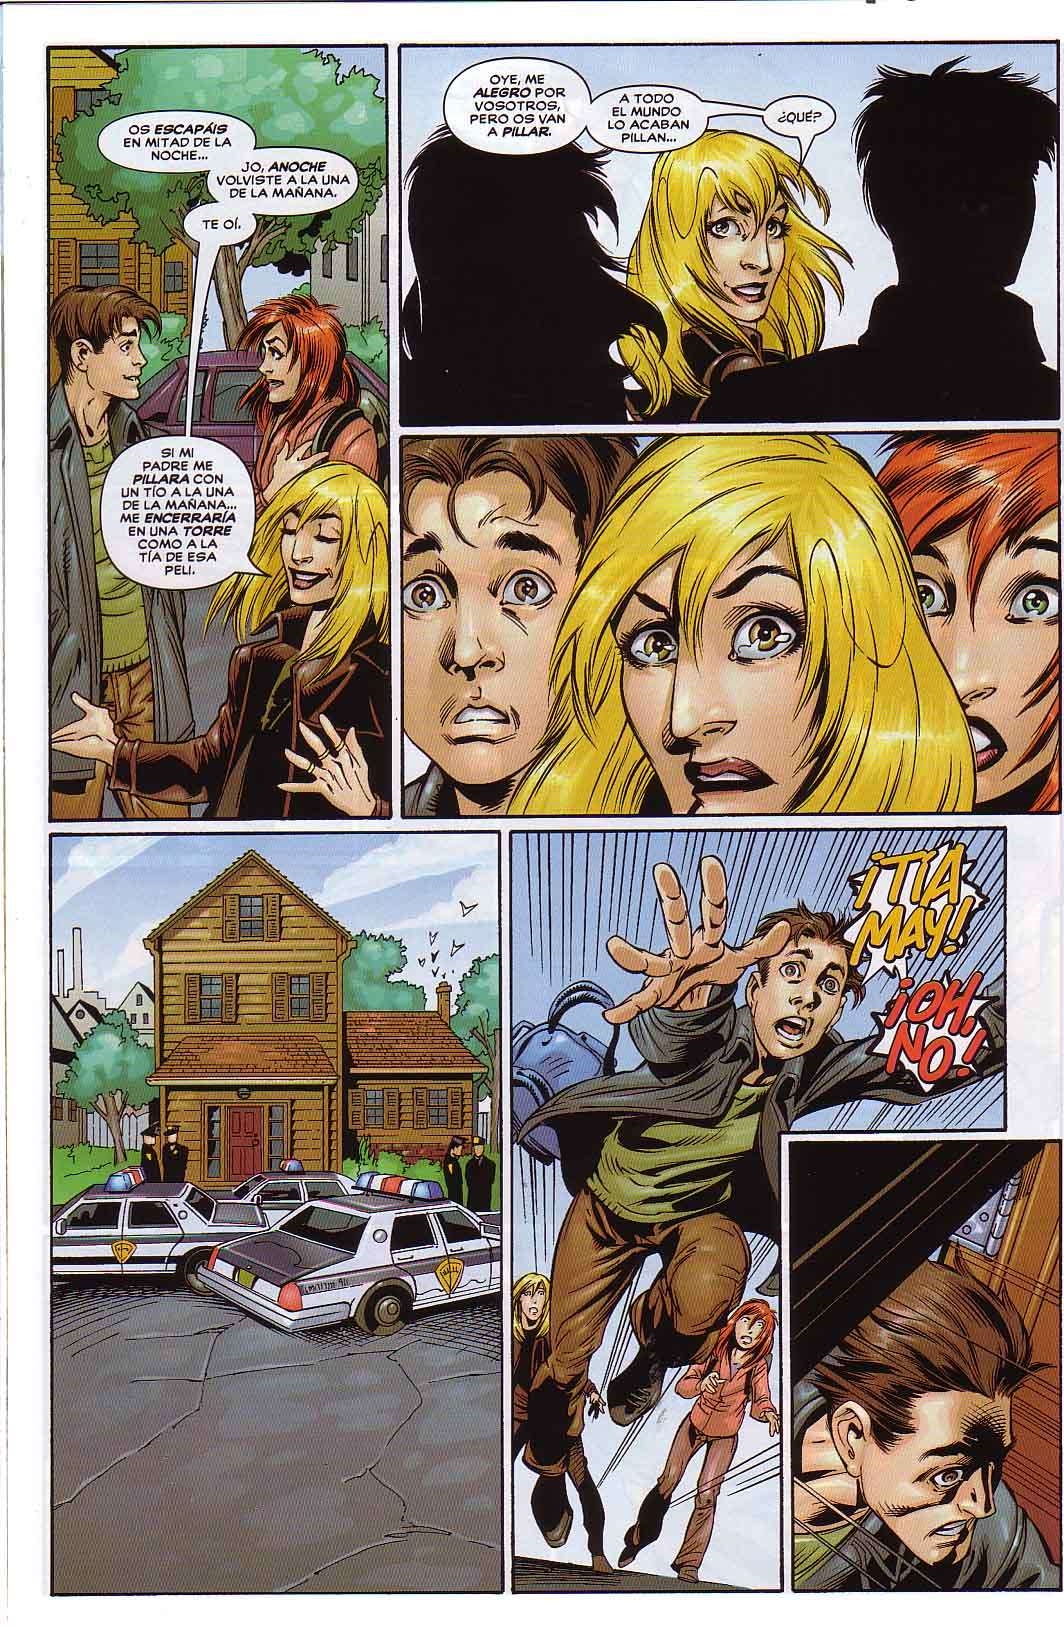 OS ESCAPÁIS
EN MITAD DE LA
NOCHE...
JO, ANOCHE
VOLVISTE A LA UNA
DE LA MAÑANA.
TE OÍ.
SI MI
PADRE ME
PILLARA CON
UN TÍO A LA UNA
DE LA MAÑANA...
ME ENCERRARÍA
EN UNA TORRE
COMO A LA
TÍA DE ESA
PELI.
OYE, ME
ALEGRO POR
VOSOTROS,
PERO OS VAN
A PILLAR.
A TODO
EL MUNDO
LO ACABAN
PILLAN...
¿QUÉ?
¡TÍA
MAY!
¡OH,
NO!